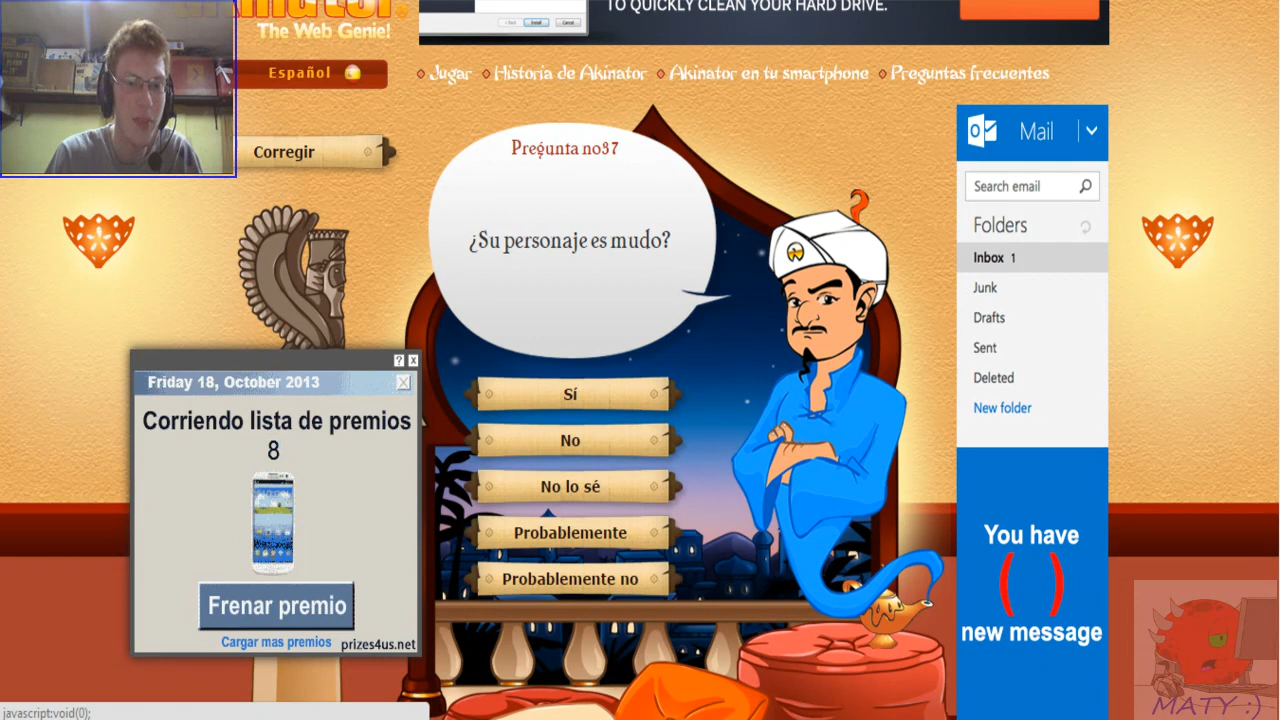 TO QUICKLY CLEAN YOUR HARD DRIVE.
Install
Cancel
The Web Genie!
Español
Jugar
Historia de Akinator
Akinator en tu smartphone
Preguntas frecuentes
Corregir
Pregunta no37
¿Su personaje es mudo?
Sí
No
No lo sé
Probablemente
Probablemente no
? x
Friday 18, October 2013
Corriendo lista de premios
8
Frenar premio
Cargar mas premios
prizes4us.net
Mail
Search email
Folders
Inbox 1
Junk
Drafts
Sent
Deleted
New folder
You have
( )
new message
MATY :)
javascript:void(0);